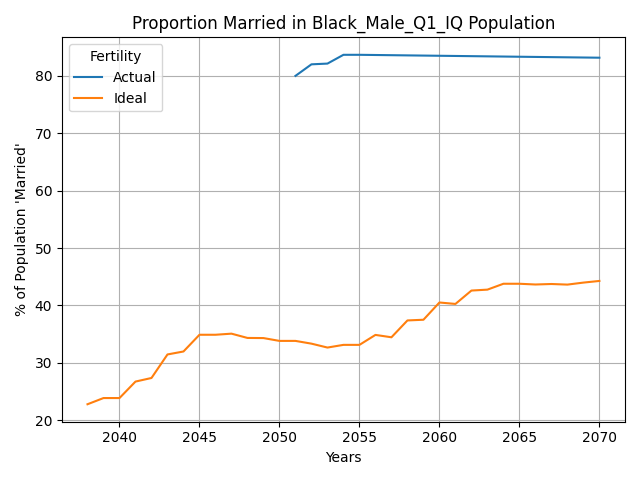 Proportion Married in Black_Male_Q1_IQ Population
Fertility
Actual
Ideal
% of Population 'Married'
80
70
60
50
40
30
20
2040
2045
2050
2055
2060
2065
2070
Years